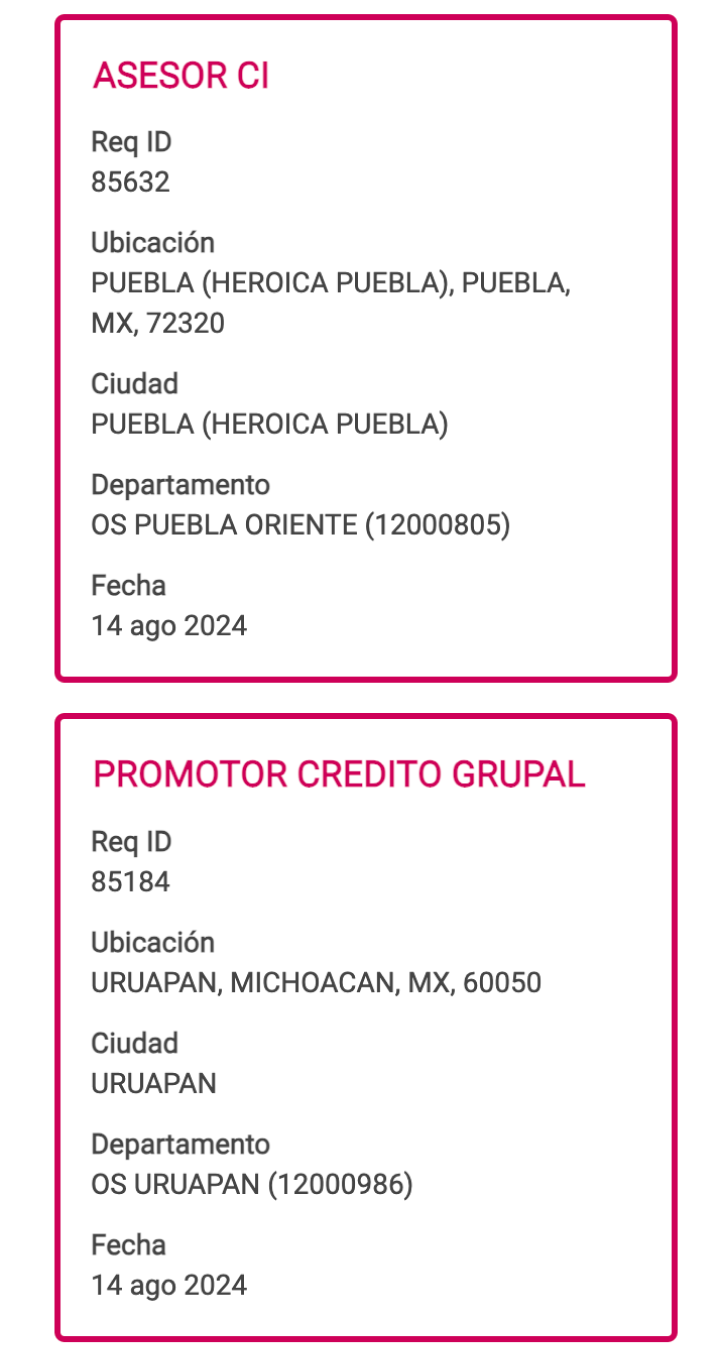 ASESOR CI
Req ID
85632
Ubicación
PUEBLA (HEROICA PUEBLA), PUEBLA,
MX, 72320
Ciudad
PUEBLA (HEROICA PUEBLA)
Departamento
OS PUEBLA ORIENTE (12000805)
Fecha
14 ago 2024
PROMOTOR CREDITO GRUPAL
Req ID
85184
Ubicación
URUAPAN, MICHOACAN, MX, 60050
Ciudad
URUAPAN
Departamento
OS URUAPAN (12000986)
Fecha
14 ago 2024